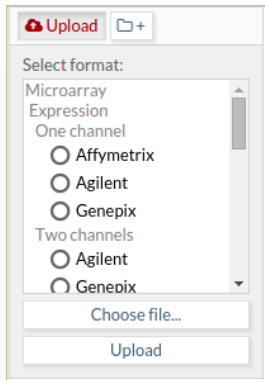 Upload +
Select format:
Microarray
Expression
One channel
Affymetrix
Agilent
Genepix
Two channels
Agilent
Genepix
Choose file...
Upload